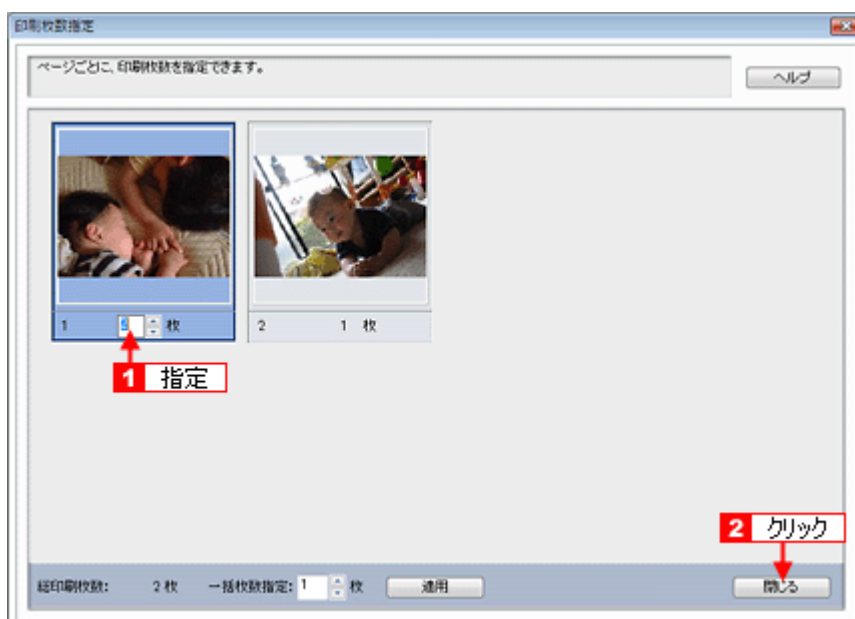 印刷枚数指定
ページごとに、印刷枚数を指定できます。
ヘルプ
1 枚
2 1 枚
1 指定
2 クリック
総印刷枚数: 2 枚 一括枚数指定: 1 枚 適用 閉じる